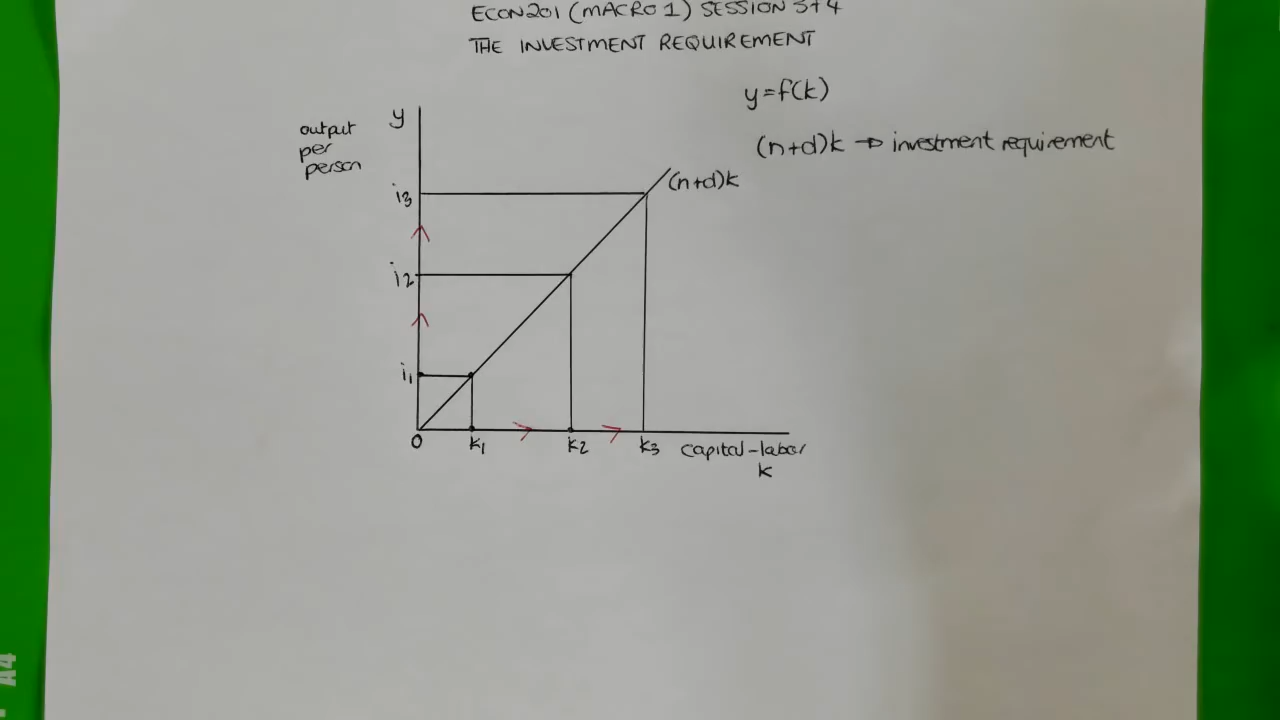 ECON201 (MACRO 1) SESSION 3+4
THE INVESTMENT REQUIREMENT
y=f(k)
(n+d)k → investment requirement
y
output
per
person
(n+d)k
i3
i2
i1
0
k1
k2
k3
capital-labor
k
A4